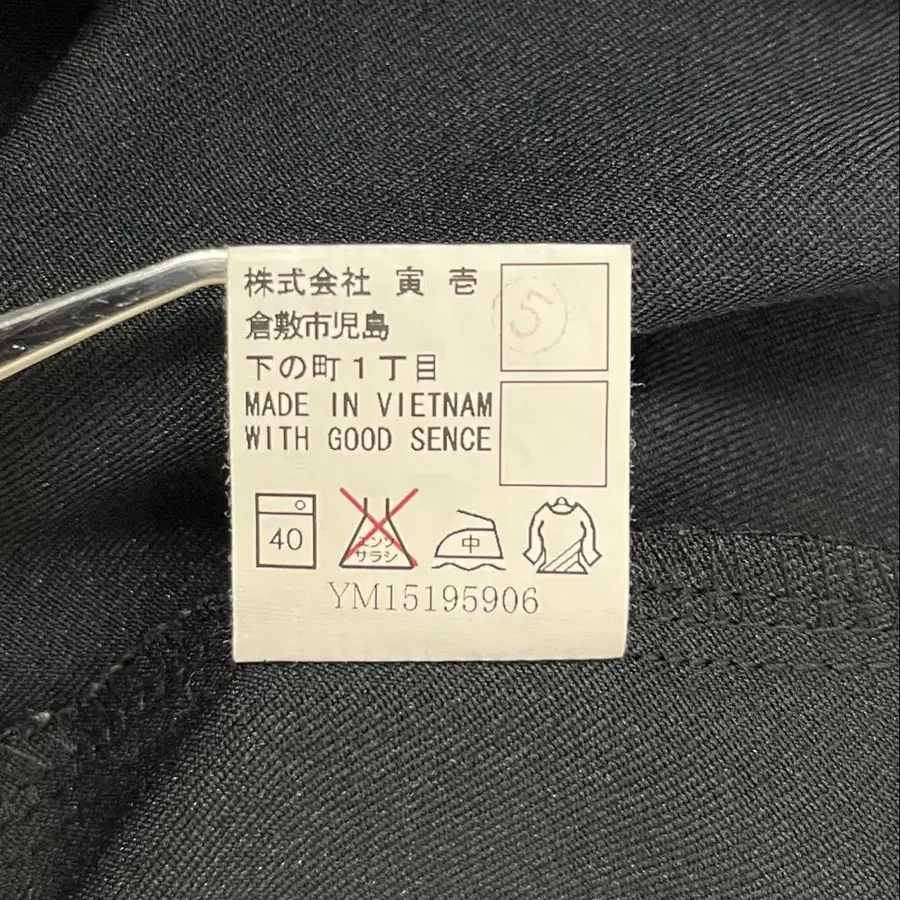 株式会社 寅 壱
倉敷市児島
下の町1丁目
MADE IN VIETNAM
WITH GOOD SENCE
5
40
エンソ
サラシ
中
YM15195906